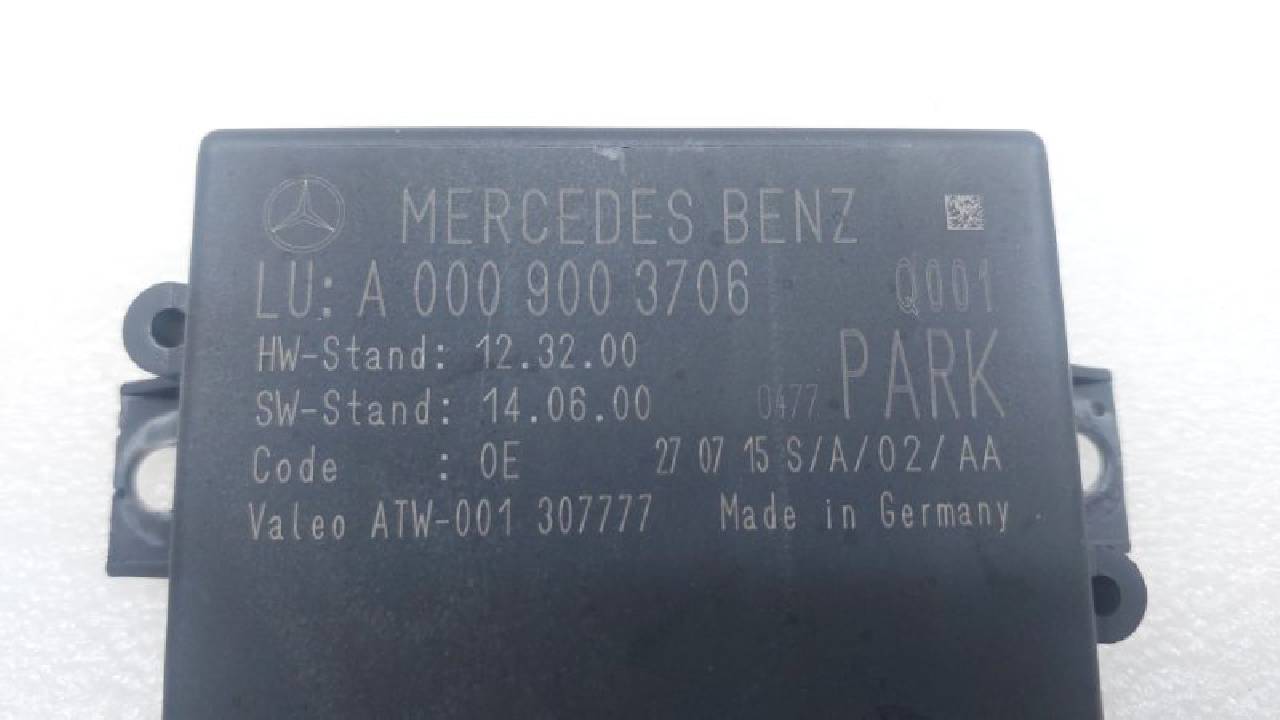 MERCEDES BENZ
LU: A 000 900 3706 Q001
HW-Stand: 12.32.00
SW-Stand: 14.06.00 0477 PARK
Code : 0E 27 07 15 S/A/02/AA
Valeo ATW-001 307777 Made in Germany